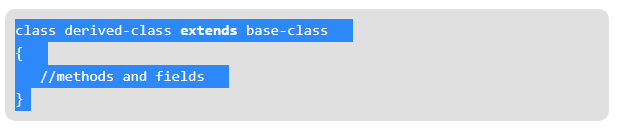 class derived-class extends base-class
{
   //methods and fields
}